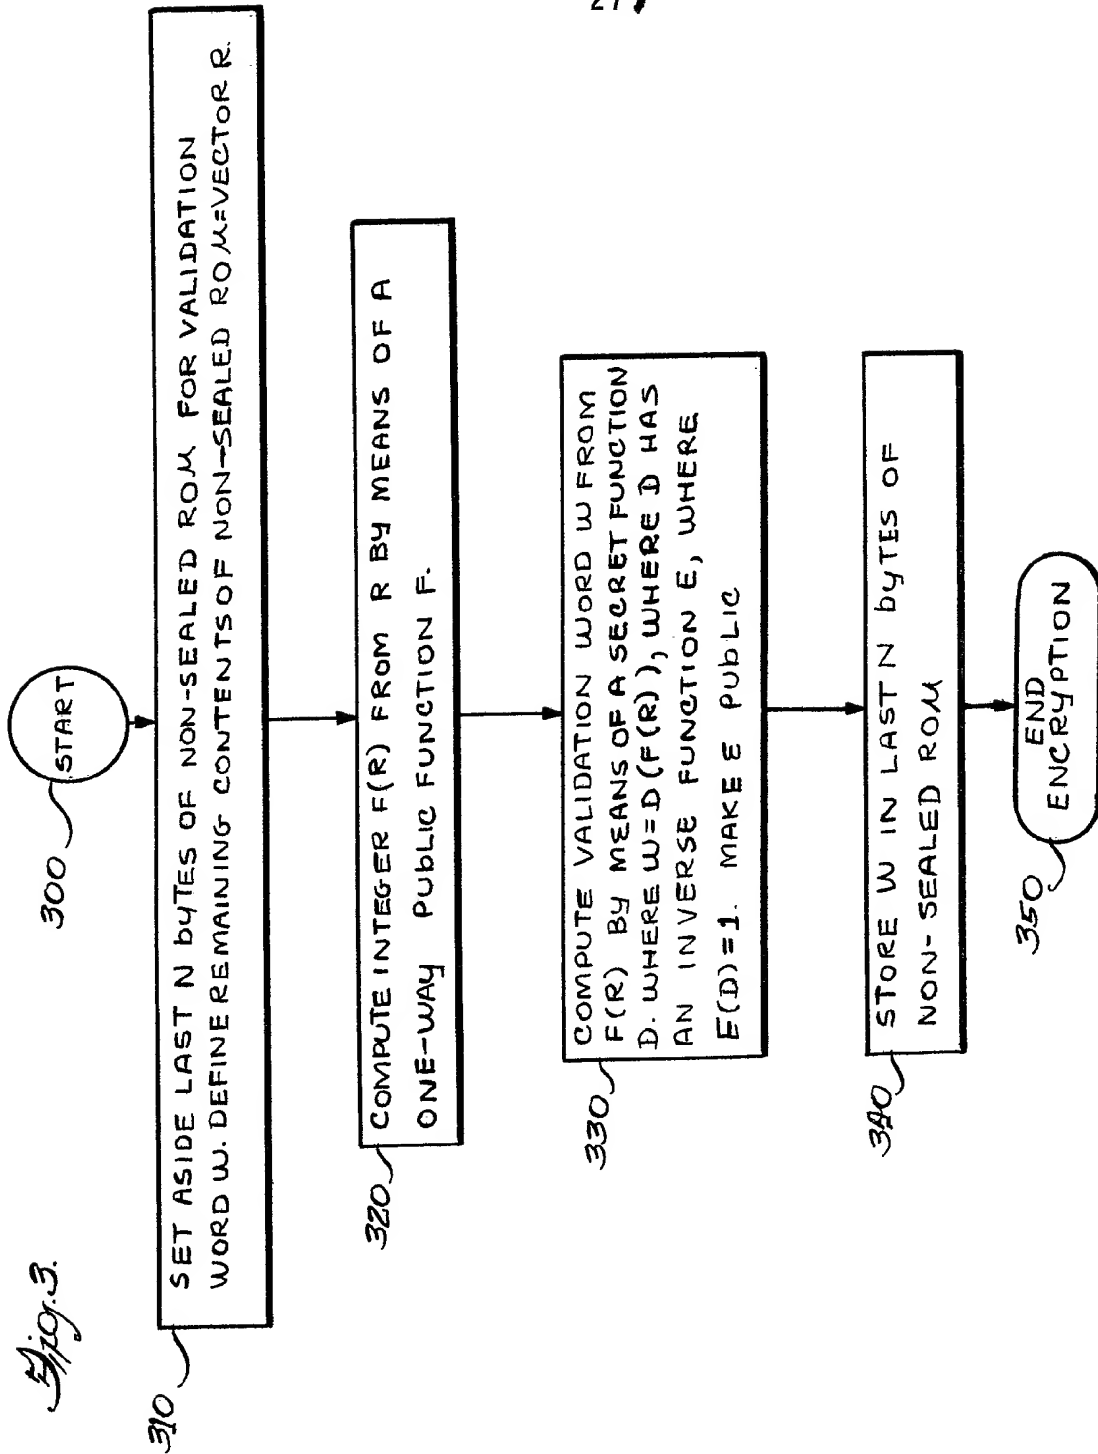 27
Fig. 3.
300
START
310
SET ASIDE LAST N BYTES OF NON-SEALED ROM FOR VALIDATION
WORD W. DEFINE REMAINING CONTENTS OF NON-SEALED ROM=VECTOR R.
320
COMPUTE INTEGER F(R) FROM R BY MEANS OF A
ONE-WAY PUBLIC FUNCTION F.
330
COMPUTE VALIDATION WORD W FROM
F(R) BY MEANS OF A SECRET FUNCTION
D. WHERE W=D(F(R)), WHERE D HAS
AN INVERSE FUNCTION E, WHERE
E(D)=1. MAKE E PUBLIC
340
STORE W IN LAST N BYTES OF
NON-SEALED ROM
350
END
ENCRYPTION